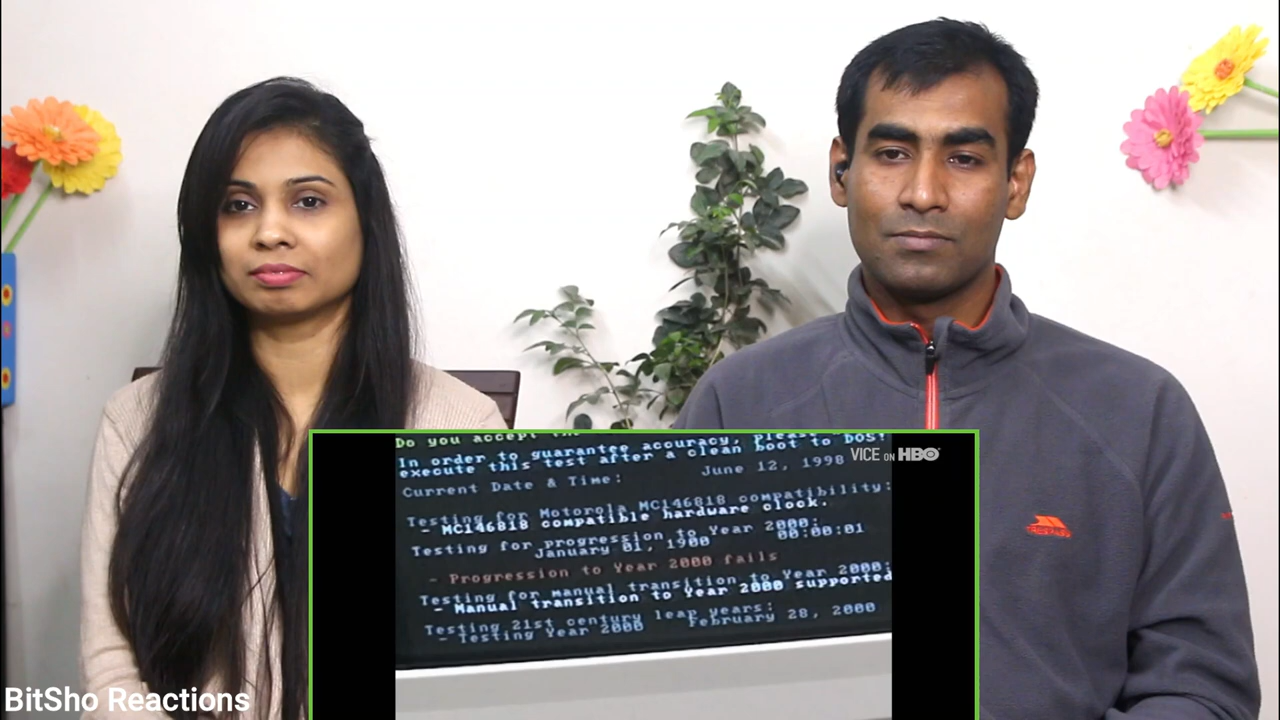 Do you accept
In order to guarantee accuracy, please
execute this test after a clean boot to DOS!
Current Date & Time: June 12, 1998
Testing for Motorola MC146818 compatibility:
- MC146818 compatible hardware clock.
Testing for progression to Year 2000:
January 01, 1900 00:00:01
- Progression to Year 2000 fails
Testing for manual transition to Year 2000:
- Manual transition to Year 2000 supported
Testing 21st century leap years:
- Testing Year 2000 February 28, 2000
VICE ON HBO
BitSho Reactions